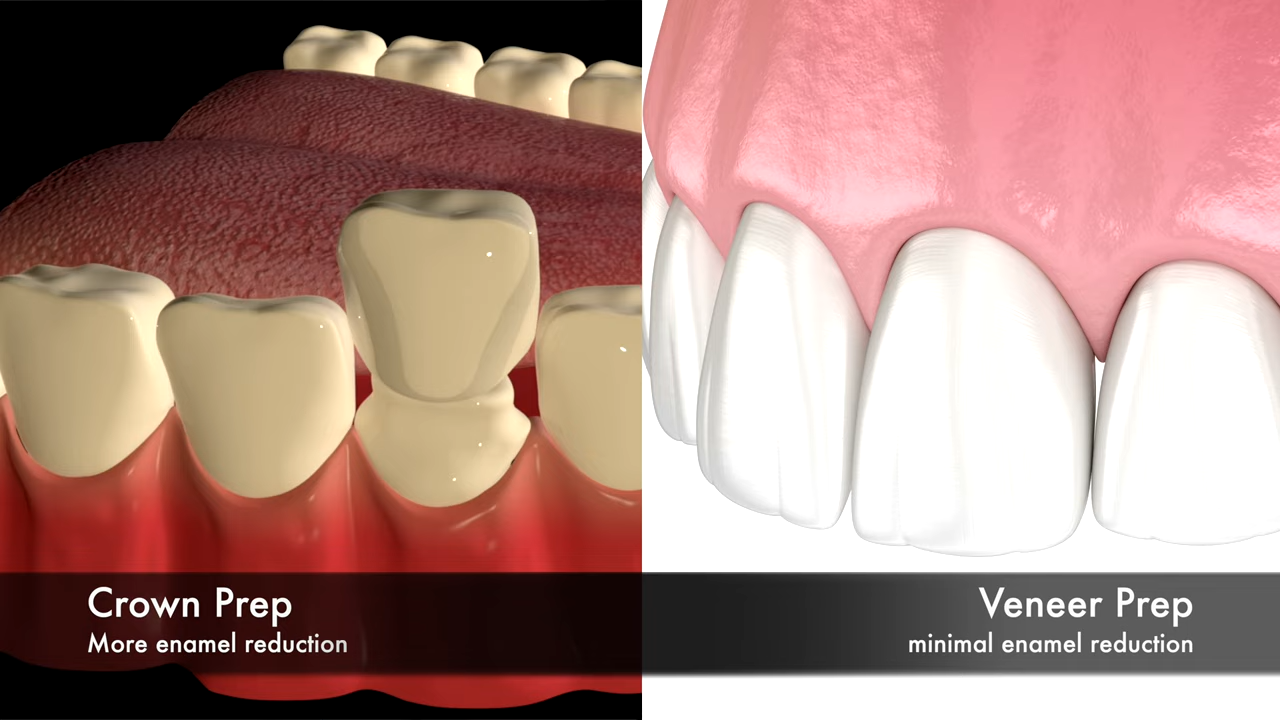 Crown Prep
More enamel reduction
Veneer Prep
minimal enamel reduction